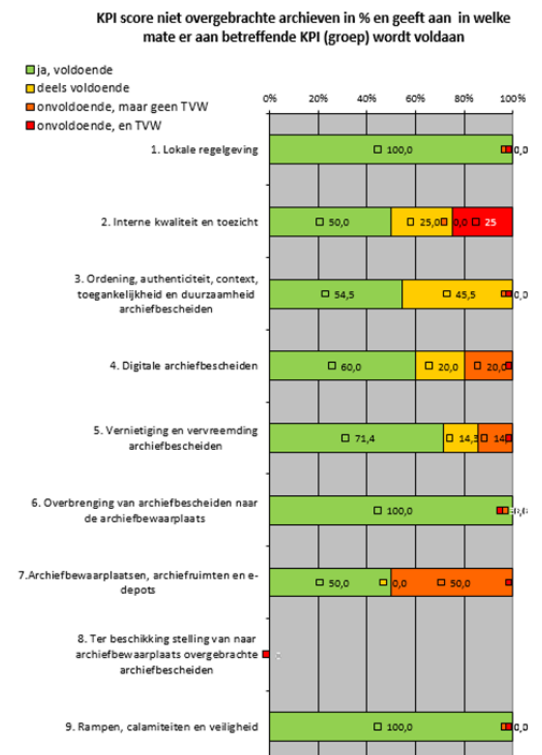 KPI score niet overgebrachte archieven in % en geeft aan in welke
mate er aan betreffende KPI (groep) wordt voldaan
ja, voldoende
deels voldoende
onvoldoende, maar geen TVW
onvoldoende, en TVW
0% 20% 40% 60% 80% 100%
1. Lokale regelgeving
100,0 0,0
2. Interne kwaliteit en toezicht
50,0 25,0 0,0 25
3. Ordening, authenticiteit, context,
toegankelijkheid en duurzaamheid
archiefbescheiden
54,5 45,5 0,0
4. Digitale archiefbescheiden
60,0 20,0 20,0
5. Vernietiging en vervreemding
archiefbescheiden
71,4 14,3 14
6. Overbrenging van archiefbescheiden naar
de archiefbewaarplaats
100,0
7.Archiefbewaarplaatsen, archiefruimten en e-
depots
50,0 0,0 50,0
8. Ter beschikking stelling van naar
archiefbewaarplaats overgebrachte
archiefbescheiden
9. Rampen, calamiteiten en veiligheid
100,0 0,0